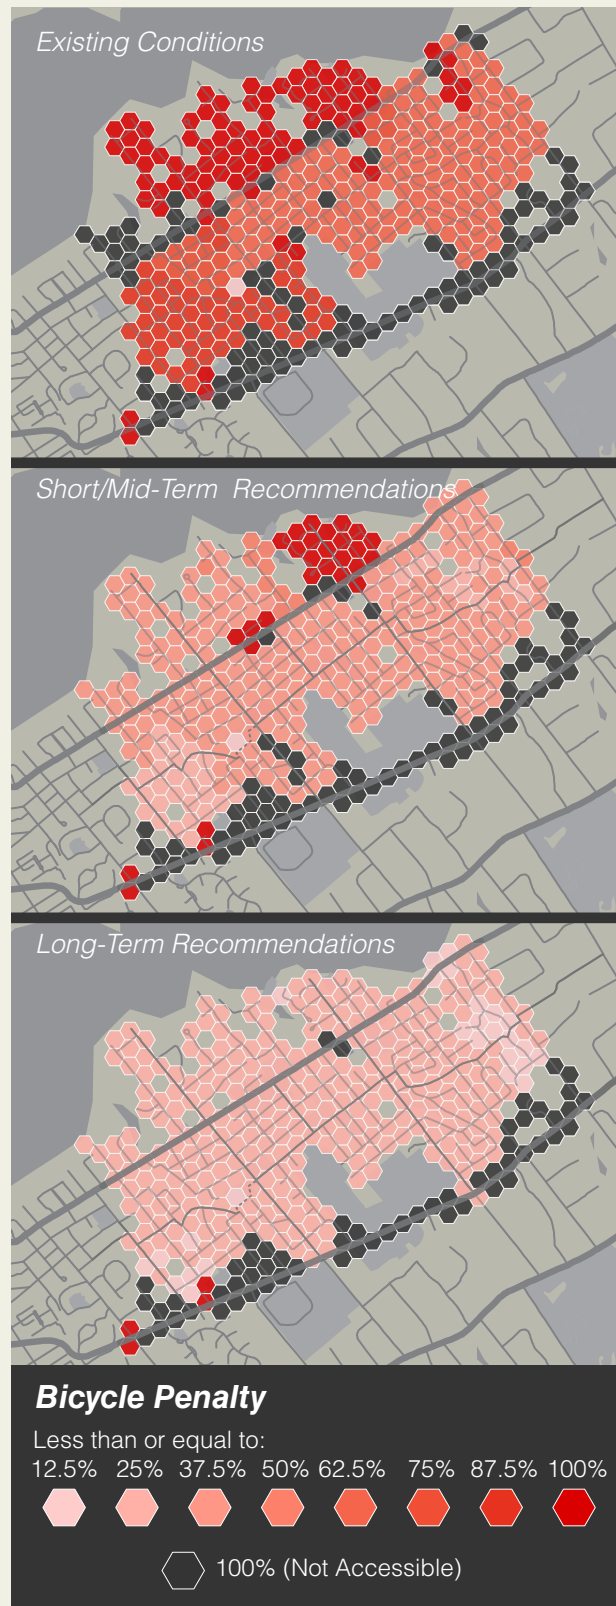 Existing Conditions
Short/Mid-Term Recommendations
Long-Term Recommendations
Bicycle Penalty
Less than or equal to:
12.5% 25% 37.5% 50% 62.5% 75% 87.5% 100%
100% (Not Accessible)